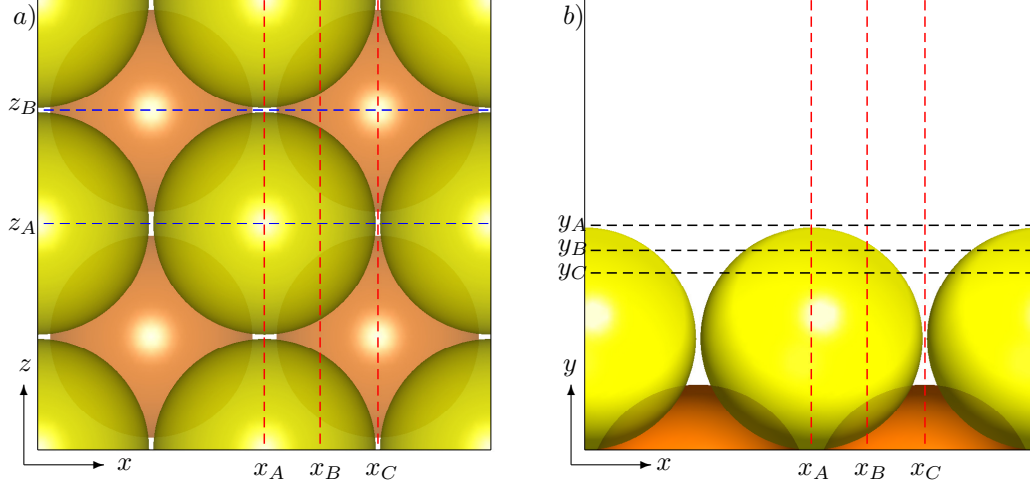 a)
z_B
z_A
z
x
x_A
x_B
x_C
b)
y_A
y_B
y_C
y
x
x_A
x_B
x_C